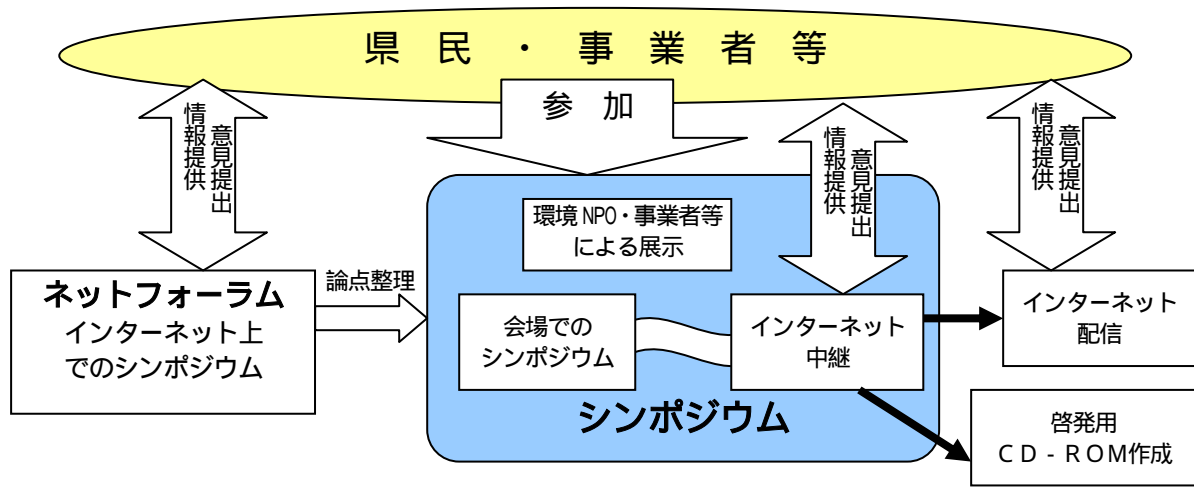 県　民　・　事　業　者　等
参　加
情報提供
意見提出
情報提供
意見提出
情報提供
意見提出
環境 NPO・事業者等
による展示
ネットフォーラム
インターネット上
でのシンポジウム
論点整理
会場での
シンポジウム
インターネット
中継
シンポジウム
インターネット
配信
啓発用
ＣＤ‐ＲＯＭ作成